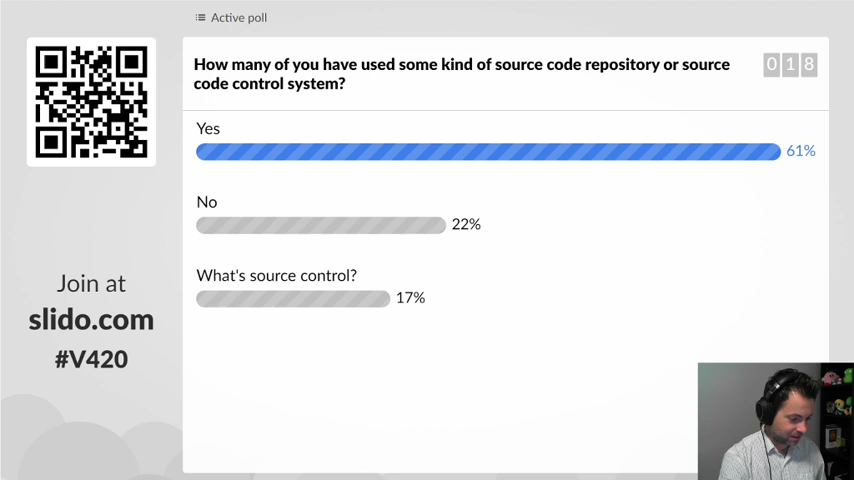 Active poll
How many of you have used some kind of source code repository or source
code control system?
018
Yes
61%
No
22%
What's source control?
17%
Join at
slido.com
#V420